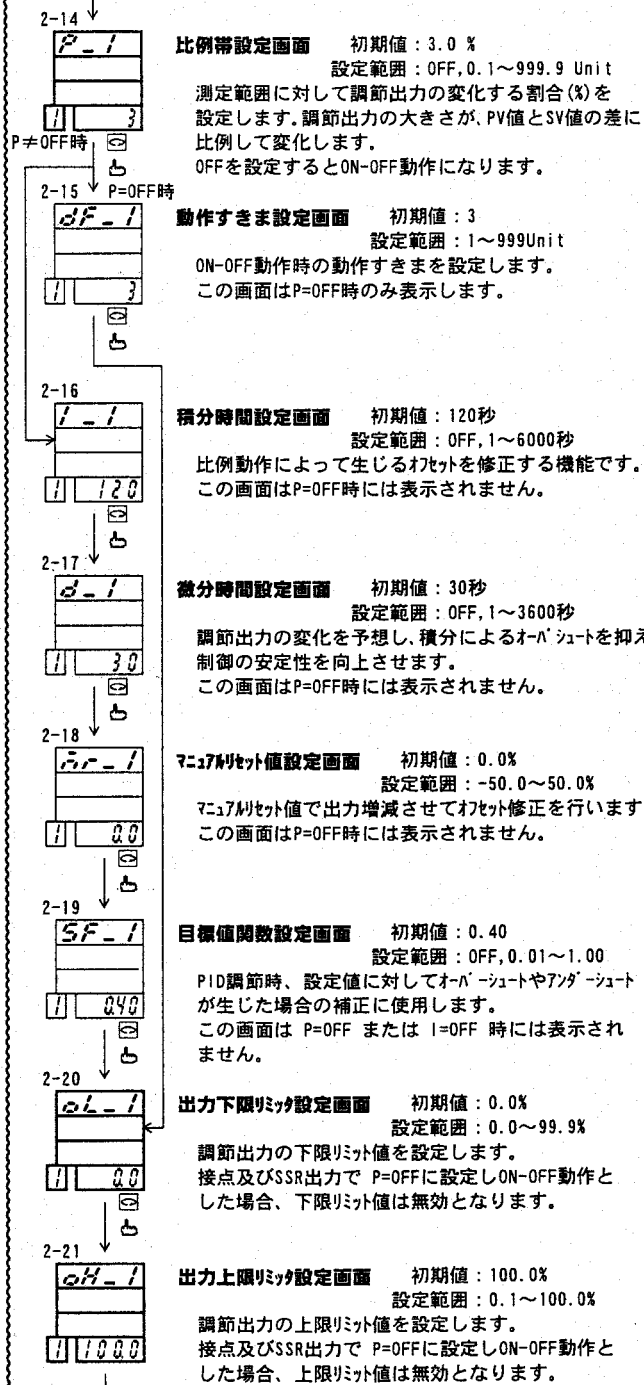 2-14
P_1
1 3
比例帯設定画面 初期値：3.0 %
設定範囲：OFF,0.1～999.9 Unit
測定範囲に対して調節出力の変化する割合(%)を
設定します。調節出力の大きさが、PV値とSV値の差に
比例して変化します。
OFFを設定するとON-OFF動作になります。
P≠OFF時
2-15 P=OFF時
dF_1
1 3
動作すきま設定画面 初期値：3
設定範囲：1～999Unit
ON-OFF動作時の動作すきまを設定します。
この画面はP=OFF時のみ表示します。
2-16
I_1
1 120
積分時間設定画面 初期値：120秒
設定範囲：OFF,1～6000秒
比例動作によって生じるｵﾌｾｯﾄを修正する機能です。
この画面はP=OFF時には表示されません。
2-17
d_1
1 30
微分時間設定画面 初期値：30秒
設定範囲：OFF,1～3600秒
調節出力の変化を予想し、積分によるｵｰﾊﾞｼｭｰﾄを抑え
制御の安定性を向上させます。
この画面はP=OFF時には表示されません。
2-18
1 0.0
ﾏﾆｭｱﾙﾘｾｯﾄ値設定画面 初期値：0.0%
設定範囲：-50.0～50.0%
ﾏﾆｭｱﾙﾘｾｯﾄ値で出力増減させてｵﾌｾｯﾄ修正を行います
この画面はP=OFF時には表示されません。
2-19
SF_1
1 0.40
目標値関数設定画面 初期値：0.40
設定範囲：OFF,0.01～1.00
PID調節時、設定値に対してｵｰﾊﾞｰｼｭｰﾄやｱﾝﾀﾞｰｼｭｰﾄ
が生じた場合の補正に使用します。
この画面は P=OFF または I=OFF 時には表示され
ません。
2-20
oL_1
1 0.0
出力下限ﾘﾐｯﾀ設定画面 初期値：0.0%
設定範囲：0.0～99.9%
調節出力の下限ﾘﾐｯﾄ値を設定します。
接点及びSSR出力で P=OFFに設定しON-OFF動作と
した場合、下限ﾘﾐｯﾄ値は無効となります。
2-21
oH_1
1 100.0
出力上限ﾘﾐｯﾀ設定画面 初期値：100.0%
設定範囲：0.1～100.0%
調節出力の上限ﾘﾐｯﾄ値を設定します。
接点及びSSR出力で P=OFFに設定しON-OFF動作と
した場合、上限ﾘﾐｯﾄ値は無効となります。